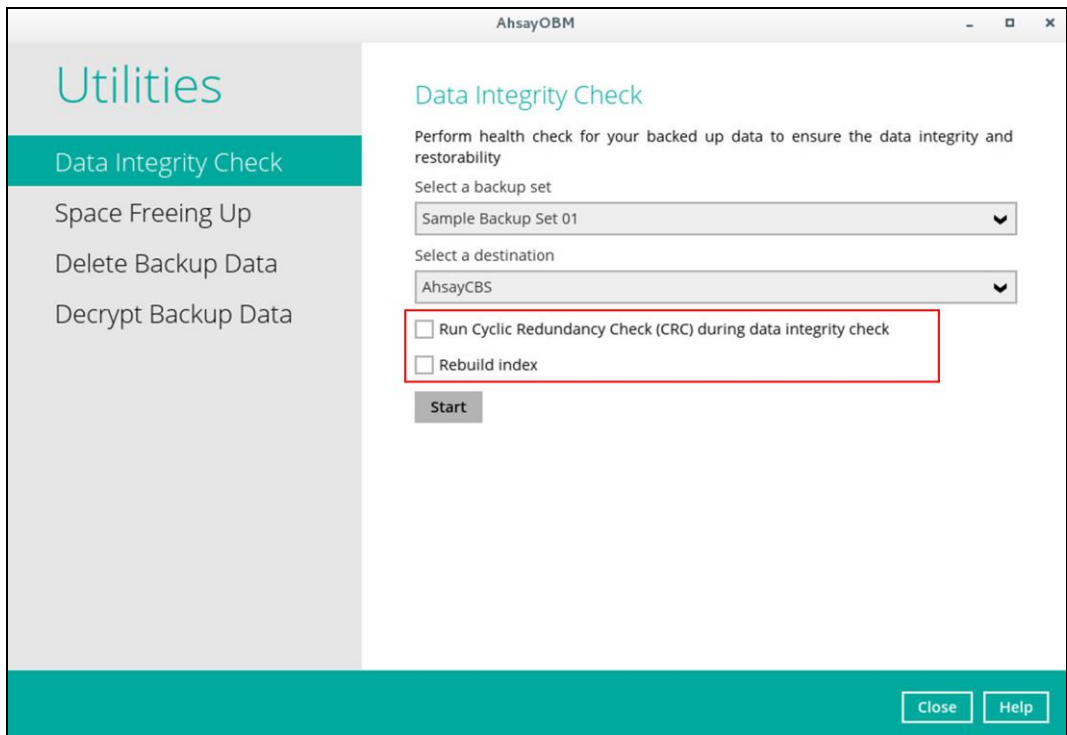 AhsayOBM
Utilities
Data Integrity Check
Space Freeing Up
Delete Backup Data
Decrypt Backup Data
Data Integrity Check
Perform health check for your backed up data to ensure the data integrity and
restorability
Select a backup set
Sample Backup Set 01
Select a destination
AhsayCBS
Run Cyclic Redundancy Check (CRC) during data integrity check
Rebuild index
Start
Close
Help